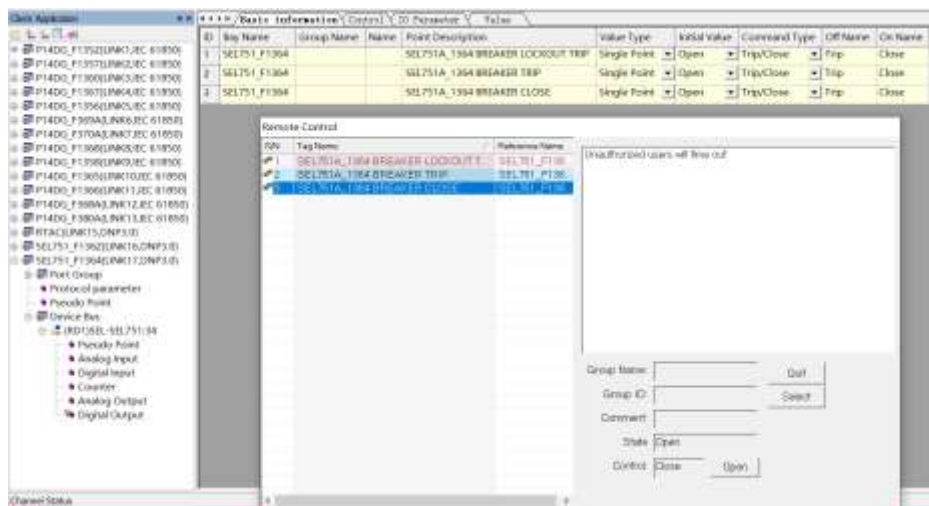 Client Application
Basis information Control IO Parameter Value
ID Bay Name Group Name Name Point Description Value Type Initial Value Command Type Off Name On Name
1 SEL751_F1364 SEL751A_1364 BREAKER LOCKOUT TRIP Single Point Open Trip/Close Trip Close
2 SEL751_F1364 SEL751A_1364 BREAKER TRIP Single Point Open Trip/Close Trip Close
3 SEL751_F1364 SEL751A_1364 BREAKER CLOSE Single Point Open Trip/Close Trip Close
P14DG_F1352(LINK1,IEC 61850)
P14DG_F1357(LINK2,IEC 61850)
P14DG_F1360(LINK3,IEC 61850)
P14DG_F1367(LINK4,IEC 61850)
P14DG_F1356(LINK5,IEC 61850)
P14DG_F369A(LINK6,IEC 61850)
P14DG_F370A(LINK7,IEC 61850)
P14DG_F1368(LINK8,IEC 61850)
P14DG_F1398(LINK9,IEC 61850)
P14DG_F1365(LINK10,IEC 61850)
P14DG_F1366(LINK11,IEC 61850)
P14DG_F368A(LINK12,IEC 61850)
P14DG_F380A(LINK13,IEC 61850)
RTAC(LINK15,DNP3.0)
SEL751_F1362(LINK16,DNP3.0)
SEL751_F1364(LINK17,DNP3.0)
Port Group
Protocol parameter
Pseudo Point
Device Bus
(RD1)SEL-SEL751:34
Pseudo Point
Analog Input
Digital Input
Counter
Analog Output
Digital Output
Channel Status
Remote Control
Tag Name Reference Name
1 SEL751A_1364 BREAKER LOCKOUT T... SEL751_F136...
2 SEL751A_1364 BREAKER TRIP SEL751_F136...
SEL751A_1364 BREAKER CLOSE SEL751_F136...
Unauthorized users will time out
Group Name Quit
Group ID Select
Comment
State Open
Control Close Open